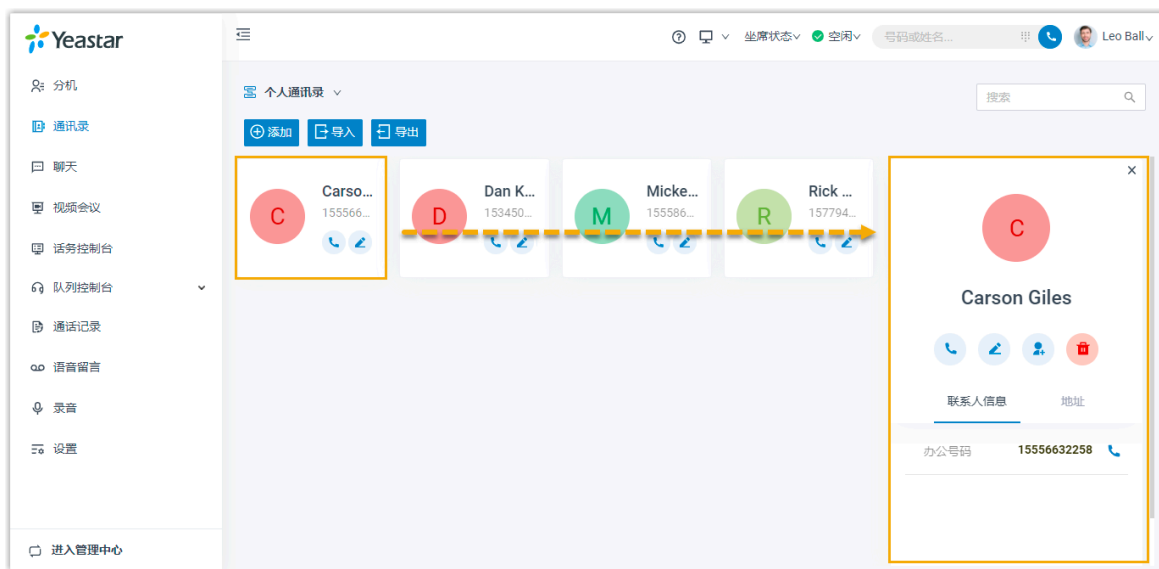 Yeastar
坐席状态
空闲
号码或姓名...
Leo Ball
分机
通讯录
聊天
视频会议
话务控制台
队列控制台
通话记录
语音留言
录音
设置
进入管理中心
个人通讯录
搜索
添加
导入
导出
C
Carso...
155566...
D
Dan K...
153450...
M
Micke...
155586...
R
Rick ...
157794...
C
Carson Giles
联系人信息
地址
办公号码
15556632258